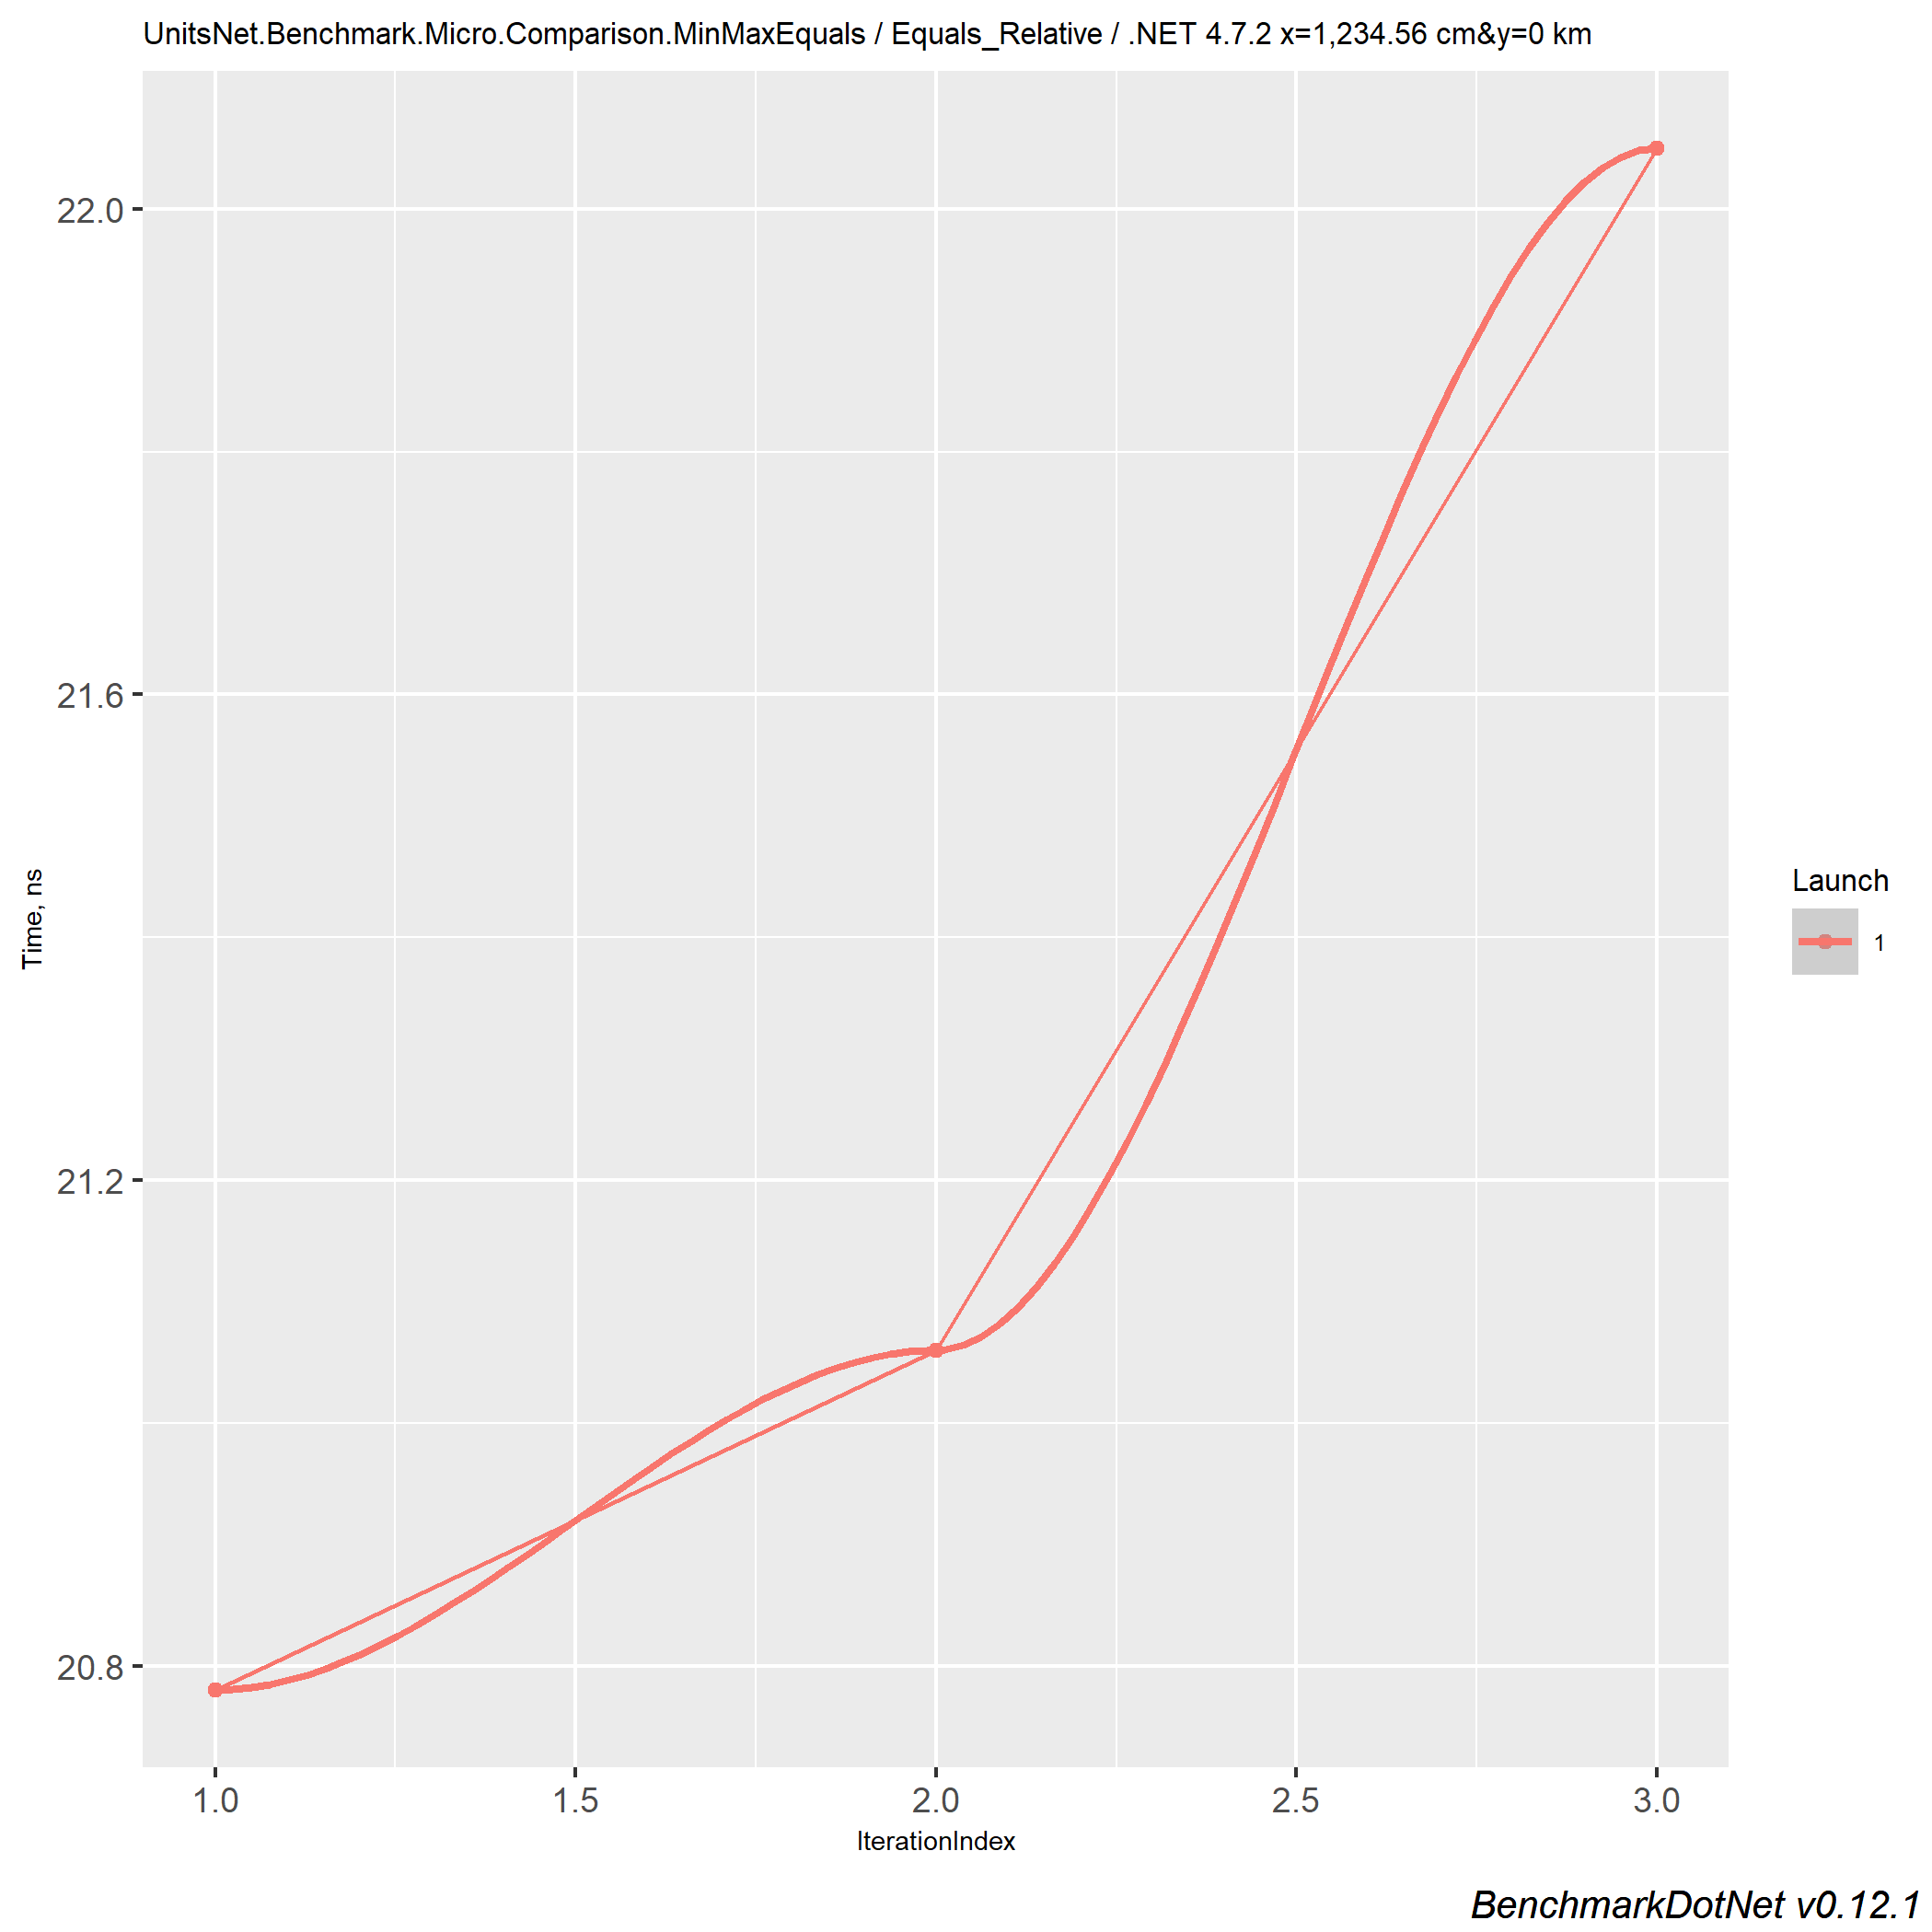 UnitsNet.Benchmark.Micro.Comparison.MinMaxEquals / Equals_Relative / .NET 4.7.2 x=1,234.56 cm&y=0 km
22.0
21.6
21.2
20.8
Time, ns
1.0 1.5 2.0 2.5 3.0
IterationIndex
Launch
1
BenchmarkDotNet v0.12.1